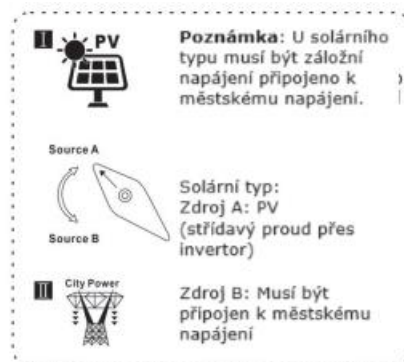 I
PV
Poznámka: U solárního
typu musí být záložní
napájení připojeno k
městskému napájení.
Source A
Source B
Solární typ:
Zdroj A: PV
(střídavý proud přes
invertor)
II
City Power
Zdroj B: Musí být
připojen k městskému
napájení